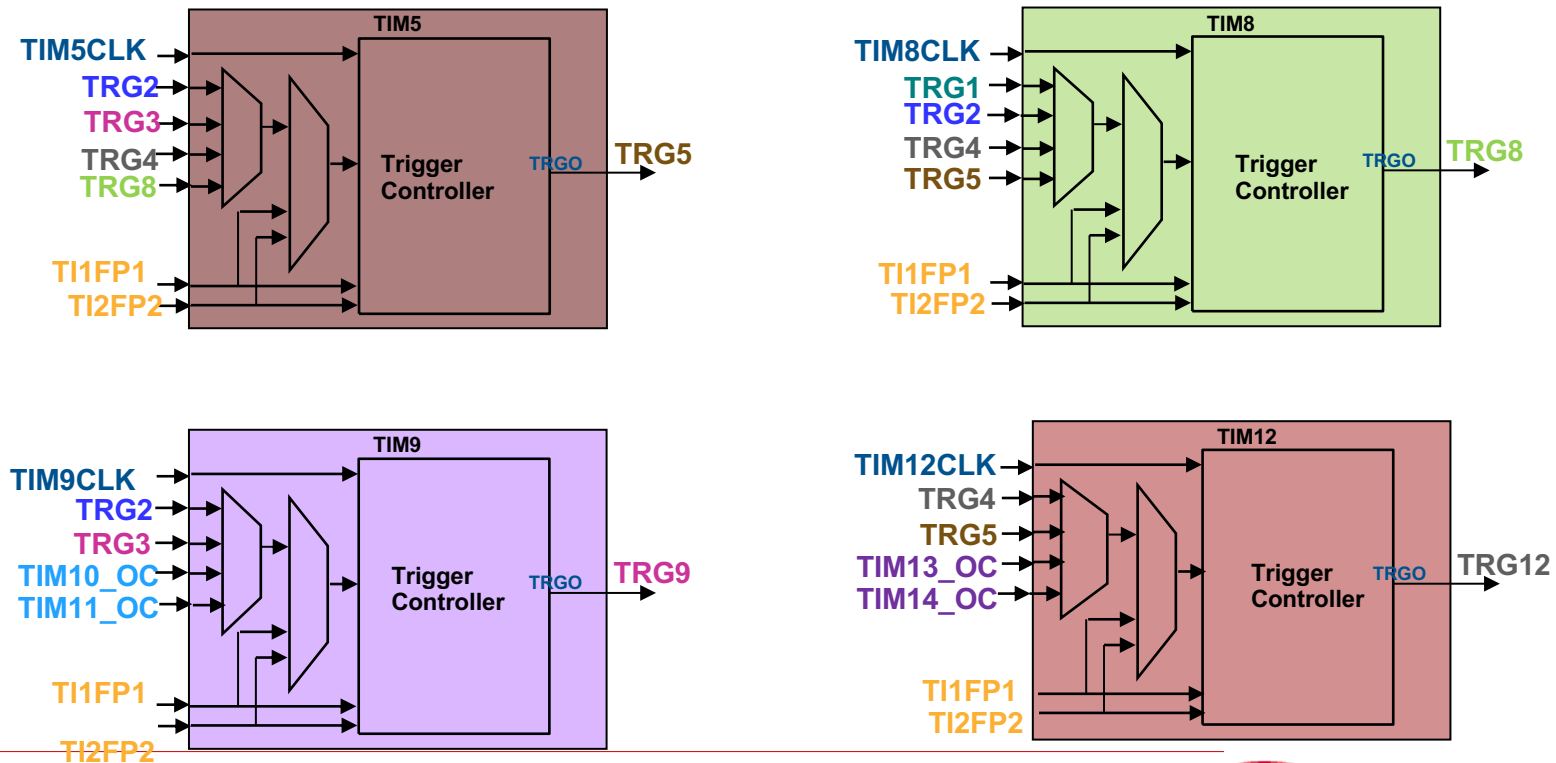 TIM5
TIM5CLK
TRG2
TRG3
TRG4
TRG8
Trigger
Controller
TRGO
TRG5
TI1FP1
TI2FP2
TIM8
TIM8CLK
TRG1
TRG2
TRG4
TRG5
Trigger
Controller
TRGO
TRG8
TI1FP1
TI2FP2
TIM9
TIM9CLK
TRG2
TRG3
TIM10_OC
TIM11_OC
Trigger
Controller
TRGO
TRG9
TI1FP1
TI2FP2
TIM12
TIM12CLK
TRG4
TRG5
TIM13_OC
TIM14_OC
Trigger
Controller
TRGO
TRG12
TI1FP1
TI2FP2